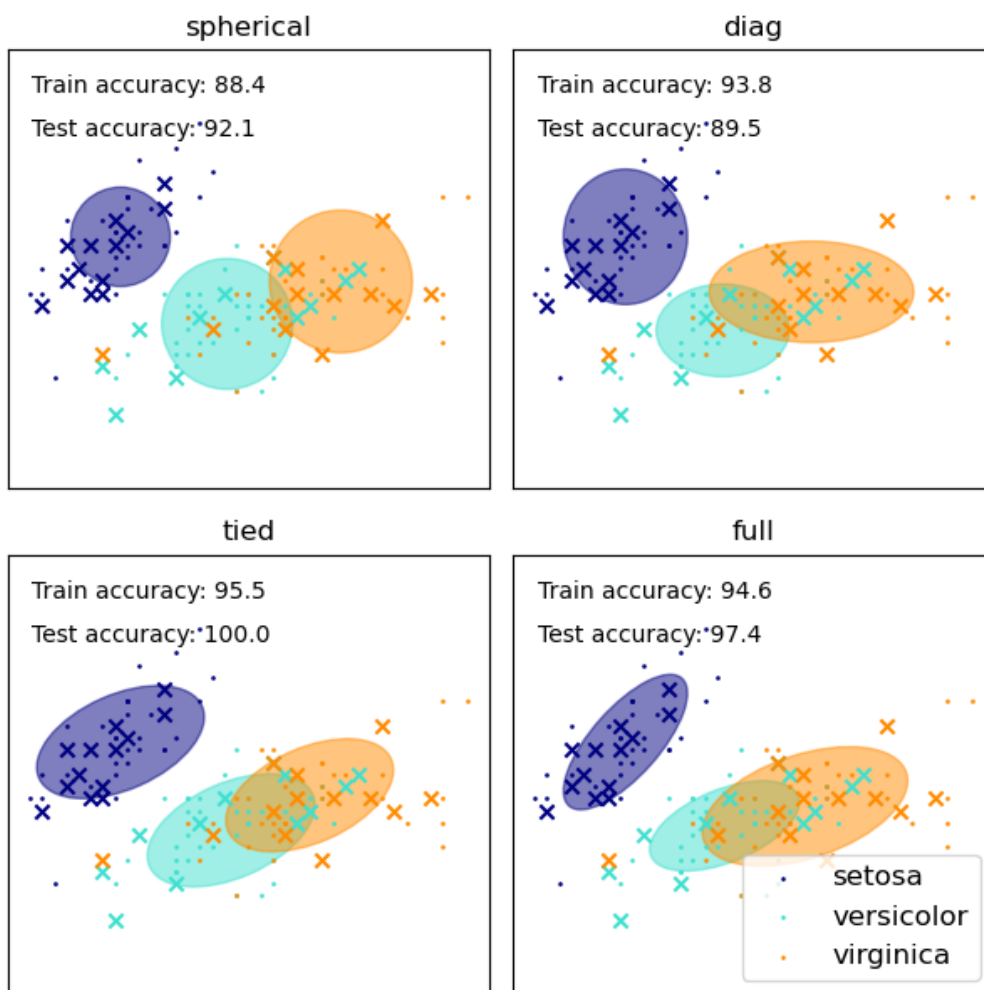 spherical
Train accuracy: 88.4
Test accuracy: 92.1
diag
Train accuracy: 93.8
Test accuracy: 89.5
tied
Train accuracy: 95.5
Test accuracy: 100.0
full
Train accuracy: 94.6
Test accuracy: 97.4
setosa
versicolor
virginica